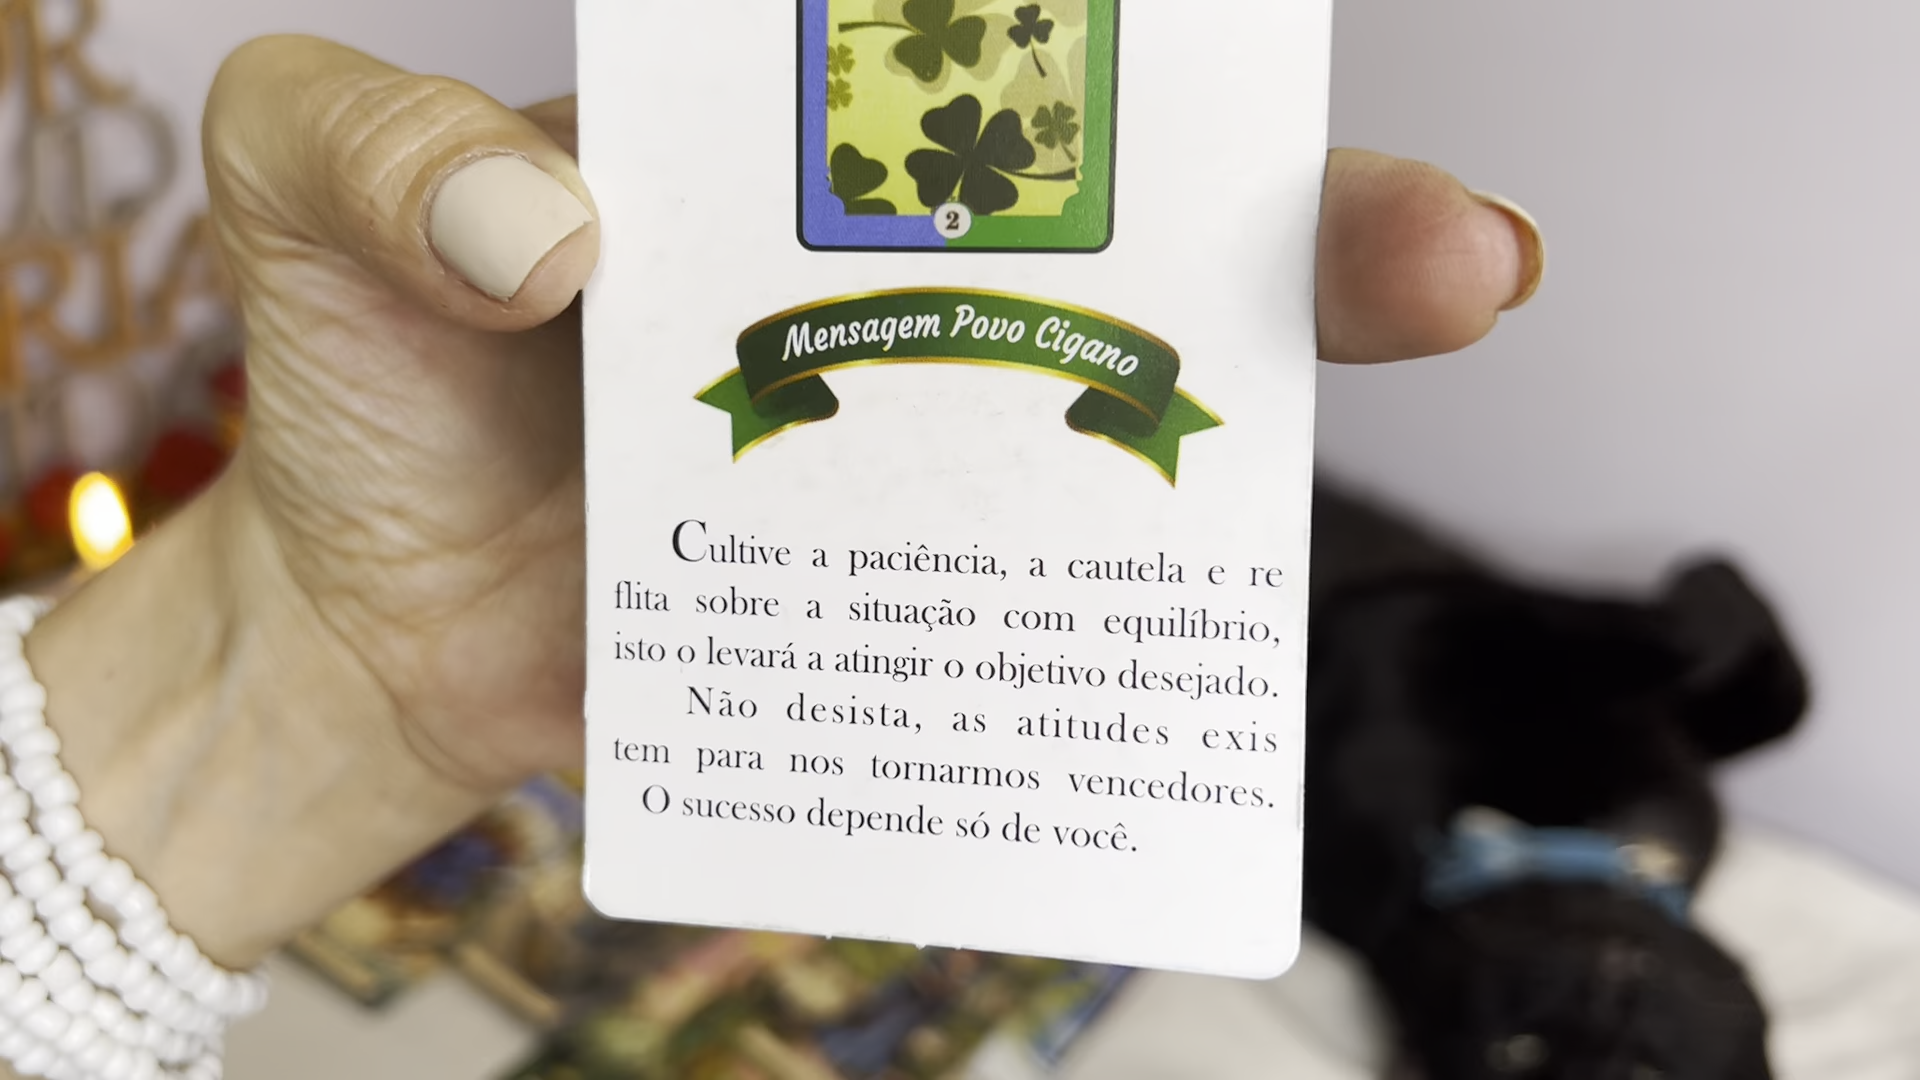 2
Mensagem Povo Cigano
Cultive a paciência, a cautela e re
flita sobre a situação com equilíbrio,
isto o levará a atingir o objetivo desejado.
Não desista, as atitudes exis
tem para nos tornarmos vencedores.
O sucesso depende só de você.